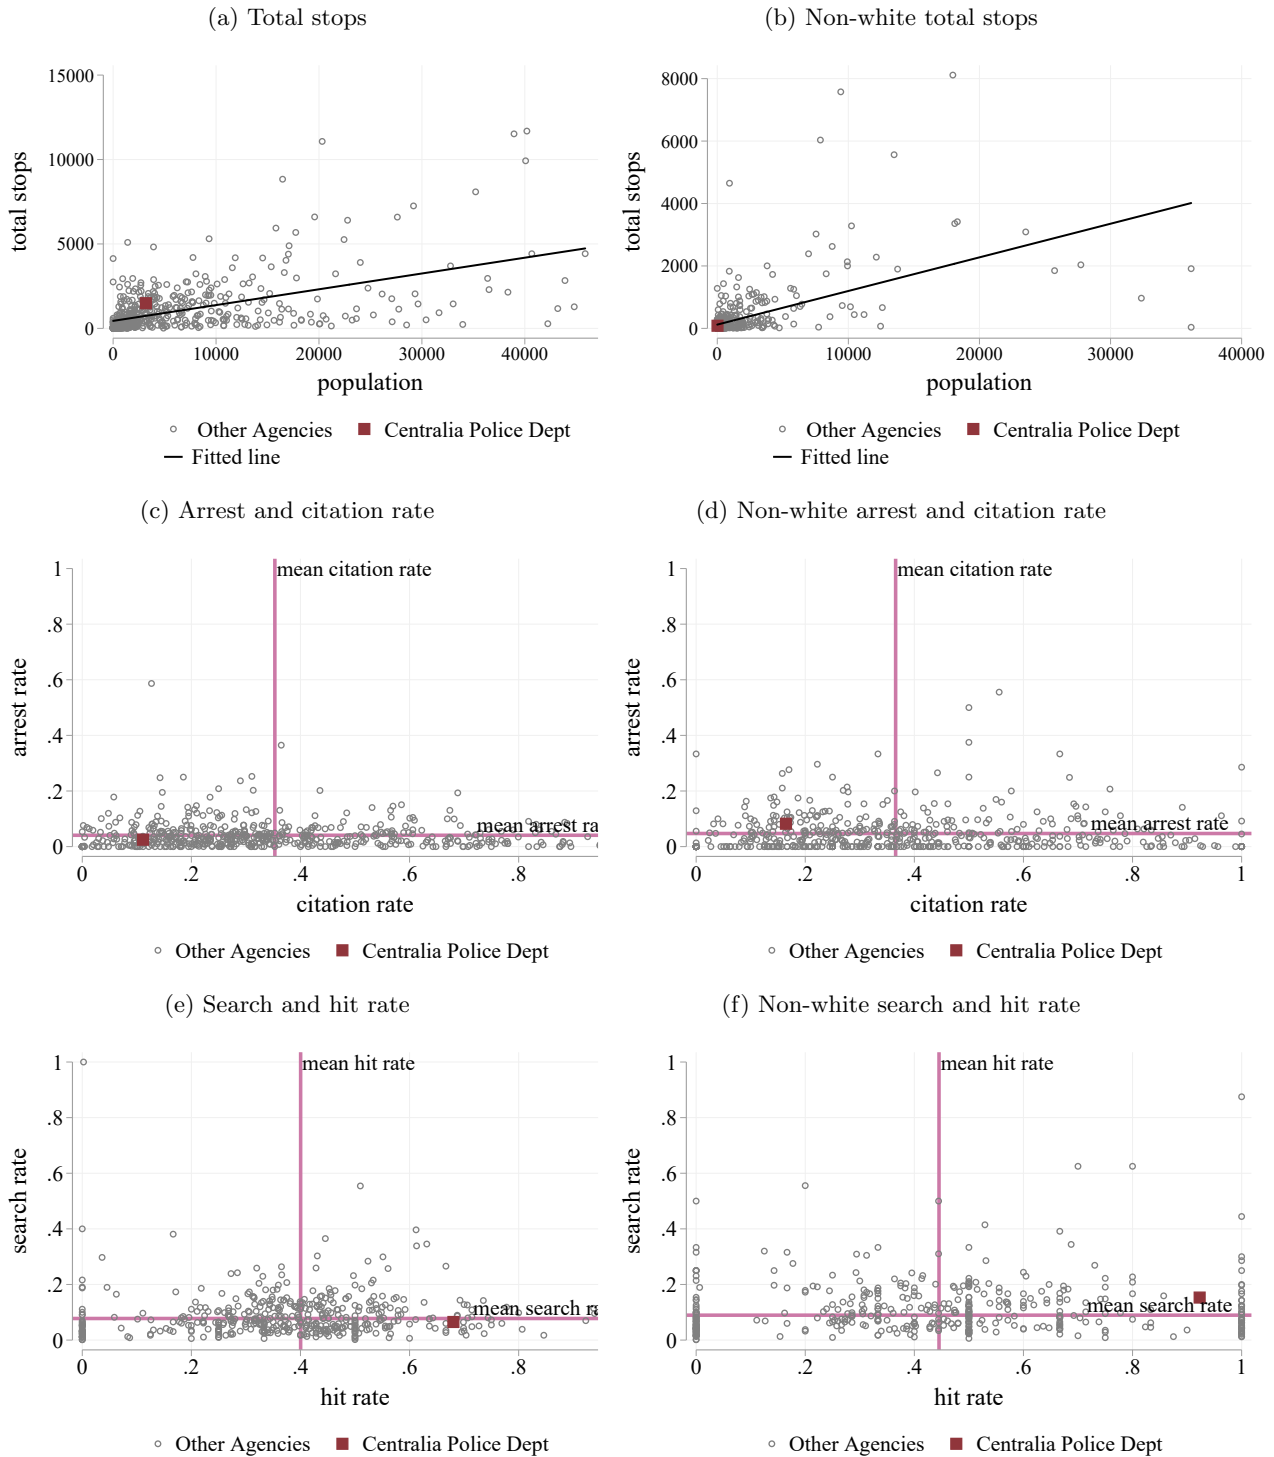 (a) Total stops
(b) Non-white total stops
total stops
15000
10000
5000
0
0 10000 20000 30000 40000
population
Other Agencies Centralia Police Dept
Fitted line
total stops
8000
6000
4000
2000
0
0 10000 20000 30000 40000
population
Other Agencies Centralia Police Dept
Fitted line
(c) Arrest and citation rate
(d) Non-white arrest and citation rate
arrest rate
1
.8
.6
.4
.2
0
mean citation rate
mean arrest ra
0 .2 .4 .6 .8
citation rate
Other Agencies Centralia Police Dept
arrest rate
1
.8
.6
.4
.2
0
mean citation rate
mean arrest rate
0 .2 .4 .6 .8 1
citation rate
Other Agencies Centralia Police Dept
(e) Search and hit rate
(f) Non-white search and hit rate
search rate
1
.8
.6
.4
.2
0
mean hit rate
mean search ra
0 .2 .4 .6 .8
hit rate
Other Agencies Centralia Police Dept
search rate
1
.8
.6
.4
.2
0
mean hit rate
mean search rate
0 .2 .4 .6 .8 1
hit rate
Other Agencies Centralia Police Dept